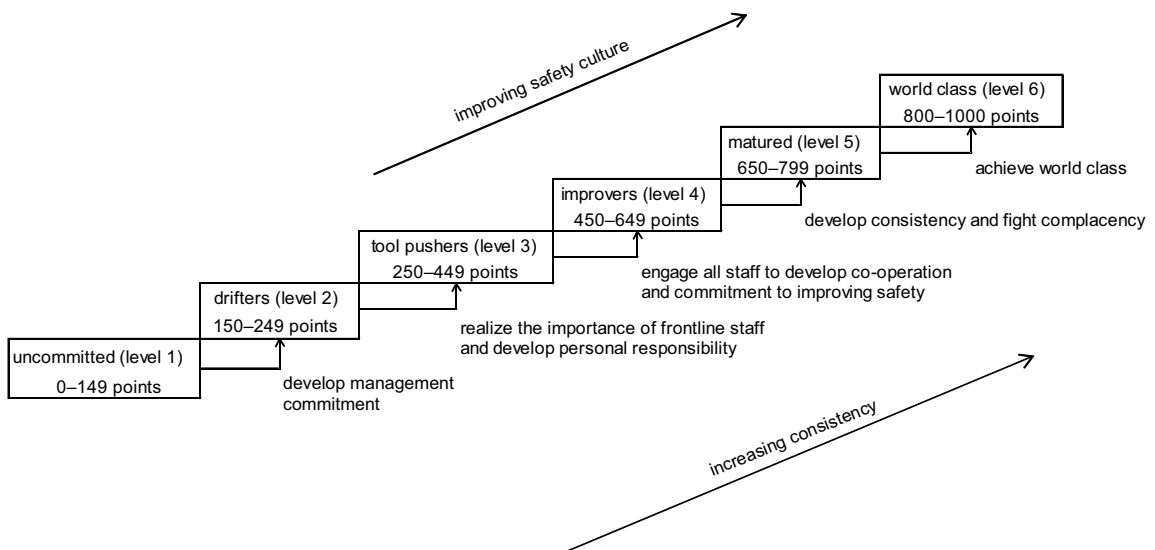 improving safety culture
world class (level 6)
800–1000 points
achieve world class
matured (level 5)
650–799 points
develop consistency and fight complacency
improvers (level 4)
450–649 points
engage all staff to develop co-operation
and commitment to improving safety
tool pushers (level 3)
250–449 points
realize the importance of frontline staff
and develop personal responsibility
drifters (level 2)
150–249 points
develop management
commitment
uncommitted (level 1)
0–149 points
increasing consistency